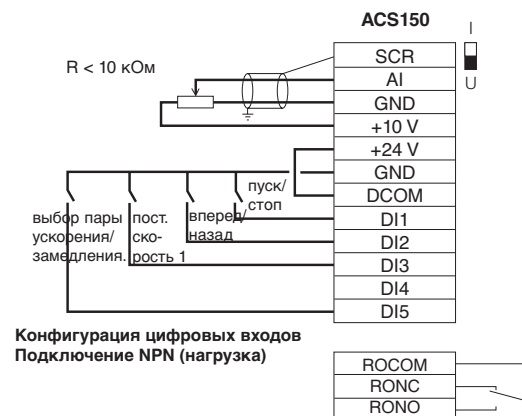 ACS150
I
U
R < 10 кОм
SCR
AI
GND
+10 V
+24 V
GND
DCOM
DI1
DI2
DI3
DI4
DI5
пуск/
стоп
вперед/
назад
пост.
ско-
рость 1
выбор пары
ускорения/
замедления.
Конфигурация цифровых входов
Подключение NPN (нагрузка)
ROCOM
RONC
RONO